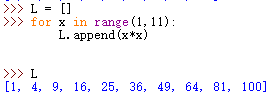 >>> L = []
>>> for x in range(1,11):
        L.append(x*x)
>>> L
[1, 4, 9, 16, 25, 36, 49, 64, 81, 100]